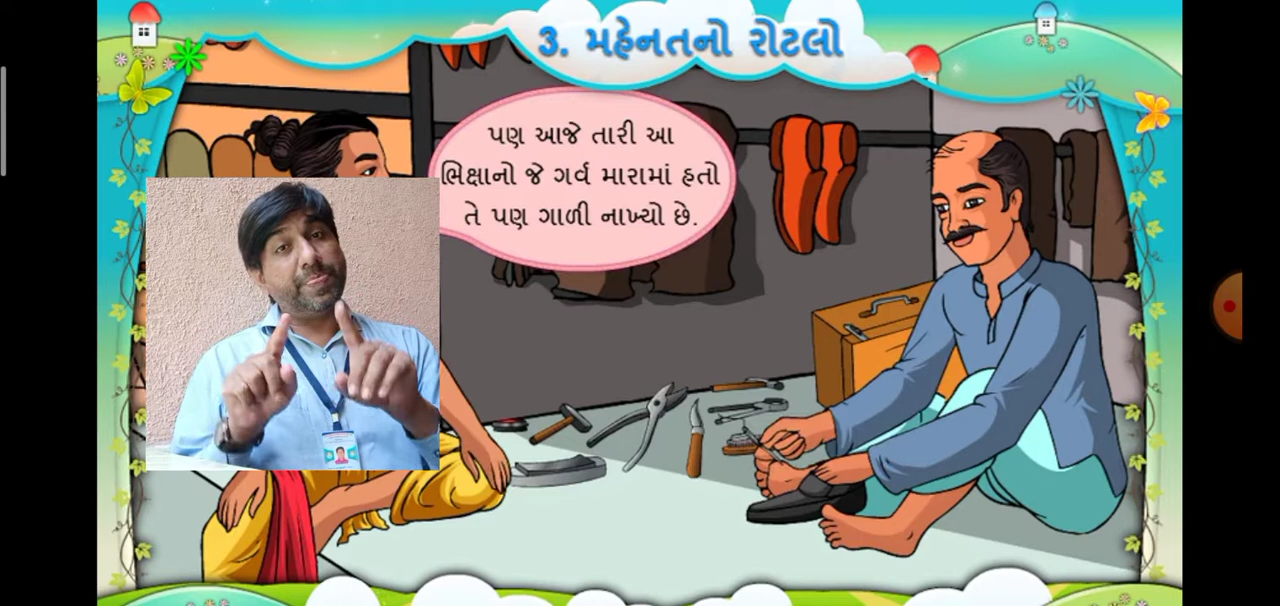 3. મહેનતનો રોટલો
પણ આજે તારી આ
ભિક્ષાનો જે ગર્વ મારામાં હતો
તે પણ ગાળી નાખ્યો છે.